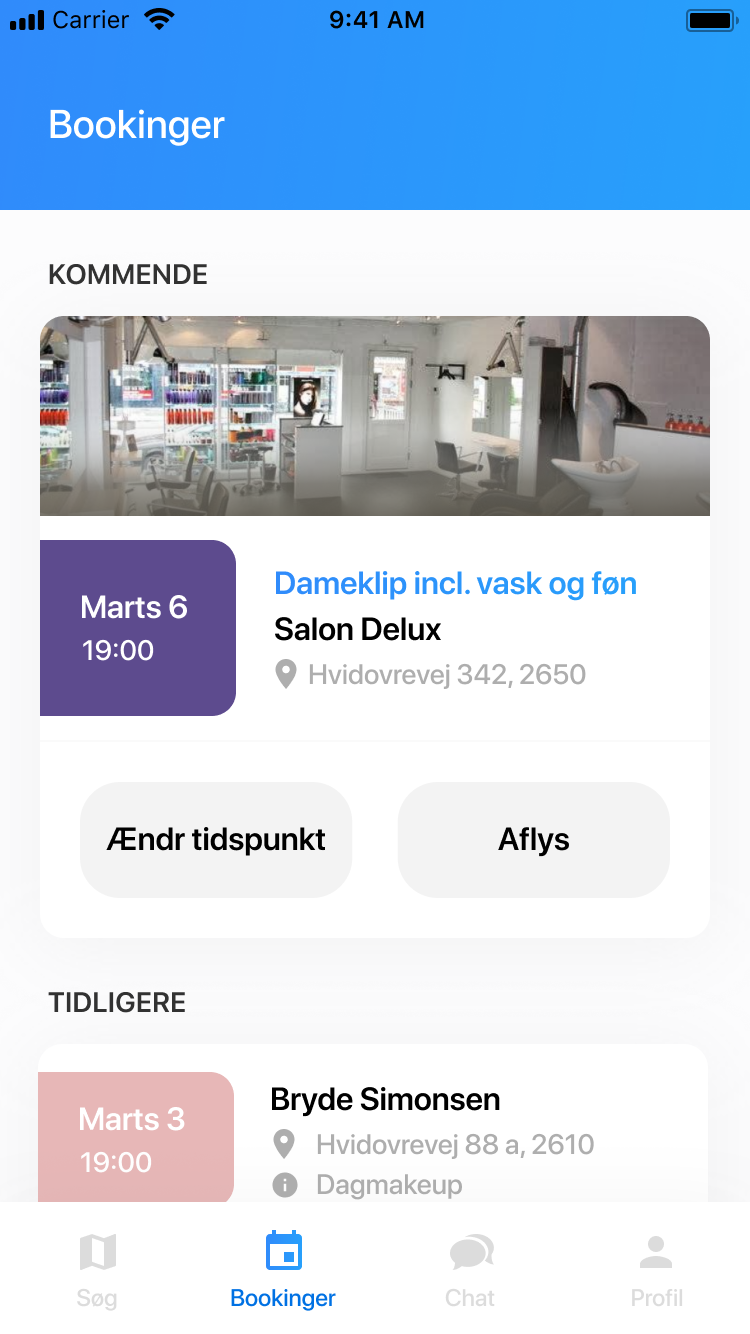 Carrier 9:41 AM
Bookinger
KOMMENDE
Marts 6
19:00
Dameklip incl. vask og føn
Salon Delux
Hvidovrevej 342, 2650
Ændr tidspunkt
Aflys
TIDLIGERE
Marts 3
19:00
Bryde Simonsen
Hvidovrevej 88 a, 2610
Dagmakeup
Søg
Bookinger
Chat
Profil